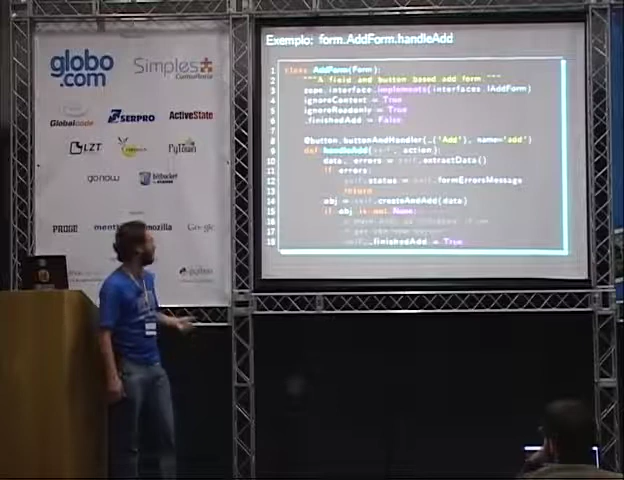 Exemplo: form.AddForm.handleAdd
1 class AddForm(Form):
2 """A field and button based add form."""
3 zope.interface.implements(interfaces.IAddForm)
4 ignoreContext = True
5 ignoreReadonly = True
6 _finishedAdd = False
7
8 @button.buttonAndHandler(_('Add'), name='add')
9 def handleAdd(self, action):
10 data, errors = self.extractData()
11 if errors:
12 self.status = self.formErrorsMessage
13 return
14 obj = self.createAndAdd(data)
15 if obj is not None:
16
17
18 self._finishedAdd = True
globo
.com
Simples
Consultoria
Globalcode
SERPRO
ActiveState
LZT
PyTown
gonow
bitbucket
PROGE
mozilla
Google
python